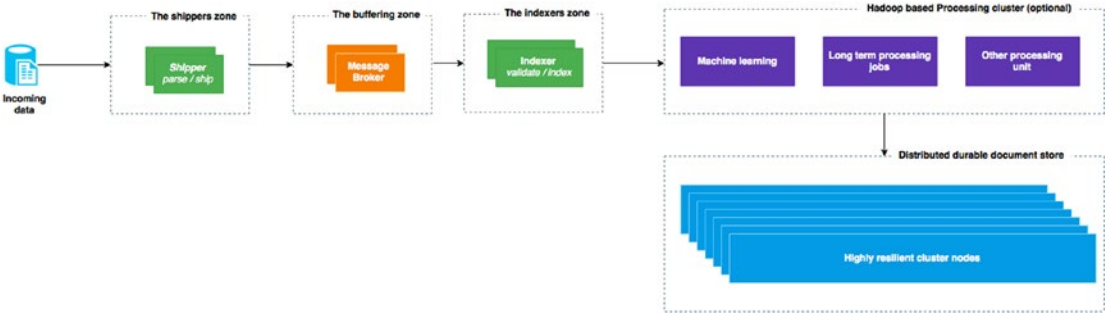 The shippers zone
The buffering zone
The indexers zone
Hadoop based Processing cluster (optional)
Incoming
data
Shipper
parse / ship
Message
Broker
Indexer
validate / index
Machine learning
Long term processing
jobs
Other processing
unit
Distributed durable document store
Highly resilient cluster nodes